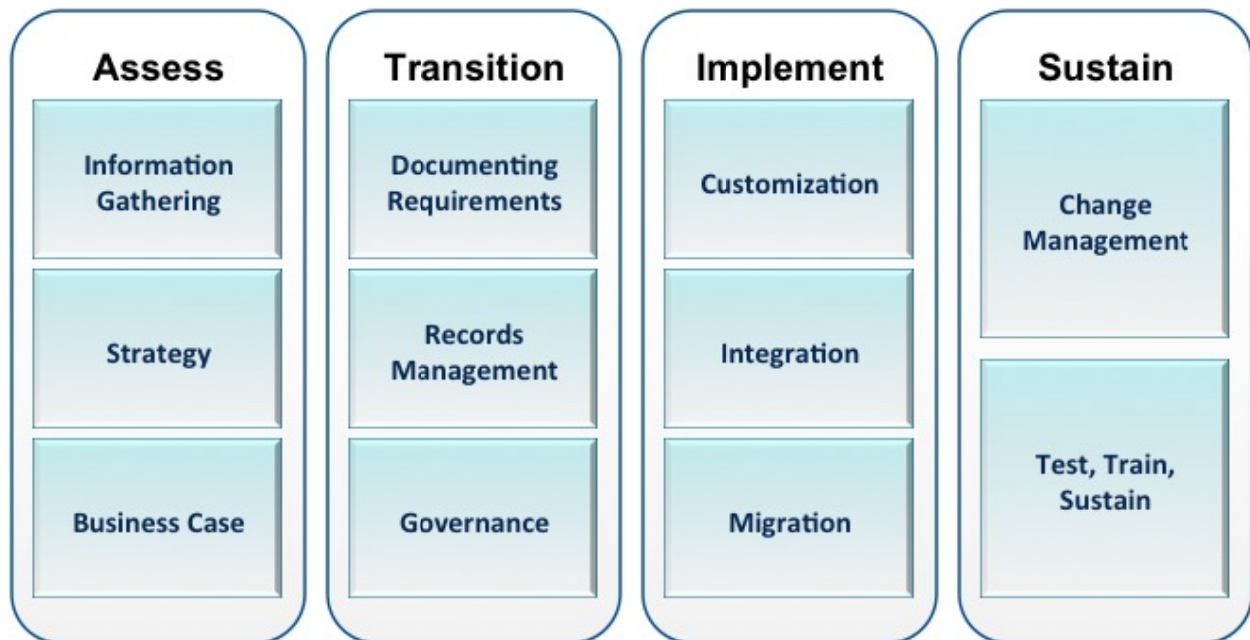 Assess
Information
Gathering
Strategy
Business Case
Transition
Documenting
Requirements
Records
Management
Governance
Implement
Customization
Integration
Migration
Sustain
Change
Management
Test, Train,
Sustain